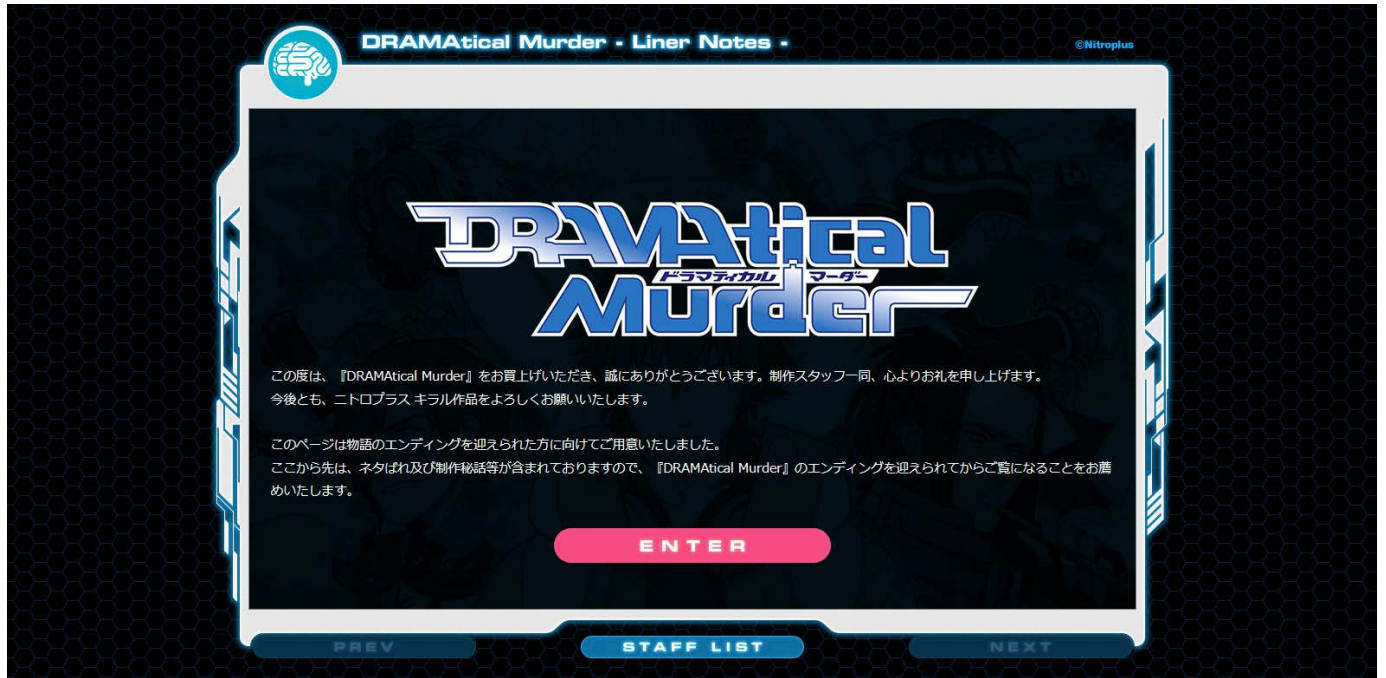 DRAMAtical Murder - Liner Notes -
©Nitroplus
DRAMAtical
ドラマティカル マーダー
Murder
この度は、『DRAMAtical Murder』をお買上げいただき、誠にありがとうございます。制作スタッフ一同、心よりお礼を申し上げます。
今後とも、ニトロプラス キラル作品をよろしくお願いいたします。
このページは物語のエンディングを迎えられた方に向けてご用意いたしました。
ここから先は、ネタばれ及び制作秘話等が含まれておりますので、『DRAMAtical Murder』のエンディングを迎えられてからご覧になることをお薦
めいたします。
ENTER
PREV
STAFF LIST
NEXT